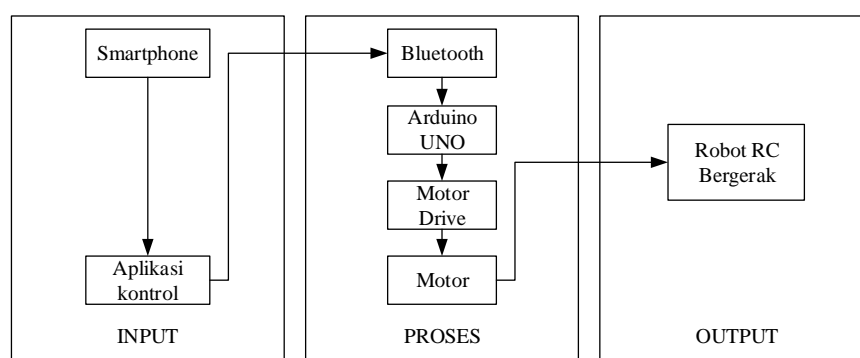 Smartphone
Aplikasi
kontrol
INPUT
Bluetooth
Arduino
UNO
Motor
Drive
Motor
PROSES
Robot RC
Bergerak
OUTPUT